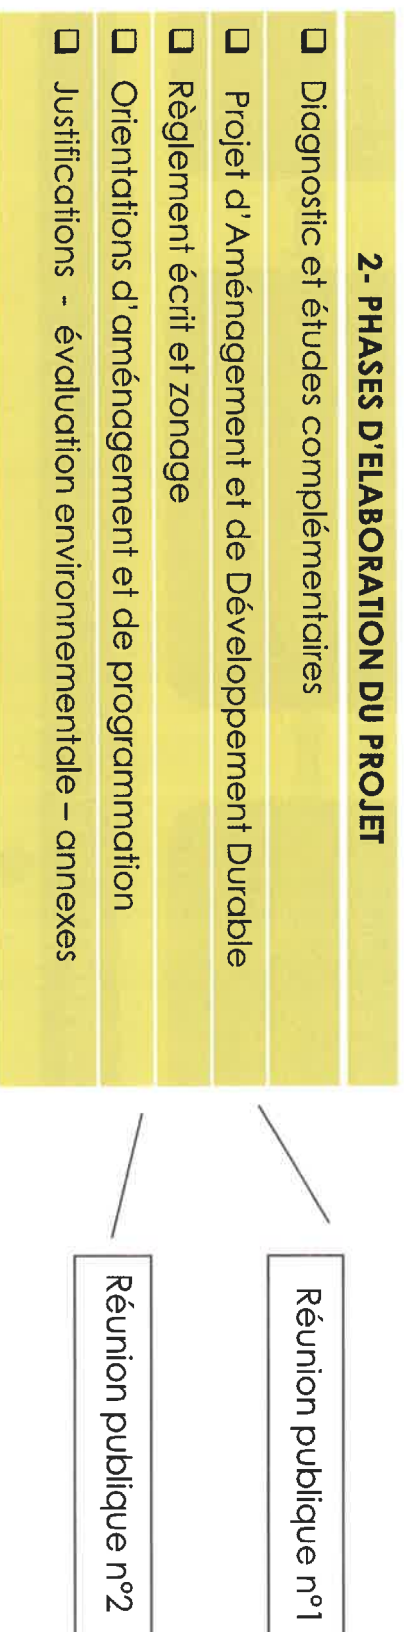 2- PHASES D'ELABORATION DU PROJET
❑ Diagnostic et études complémentaires
❑ Projet d'Aménagement et de Développement Durable
❑ Règlement écrit et zonage
❑ Orientations d'aménagement et de programmation
❑ Justifications - évaluation environnementale – annexes
Réunion publique n°1
Réunion publique n°2